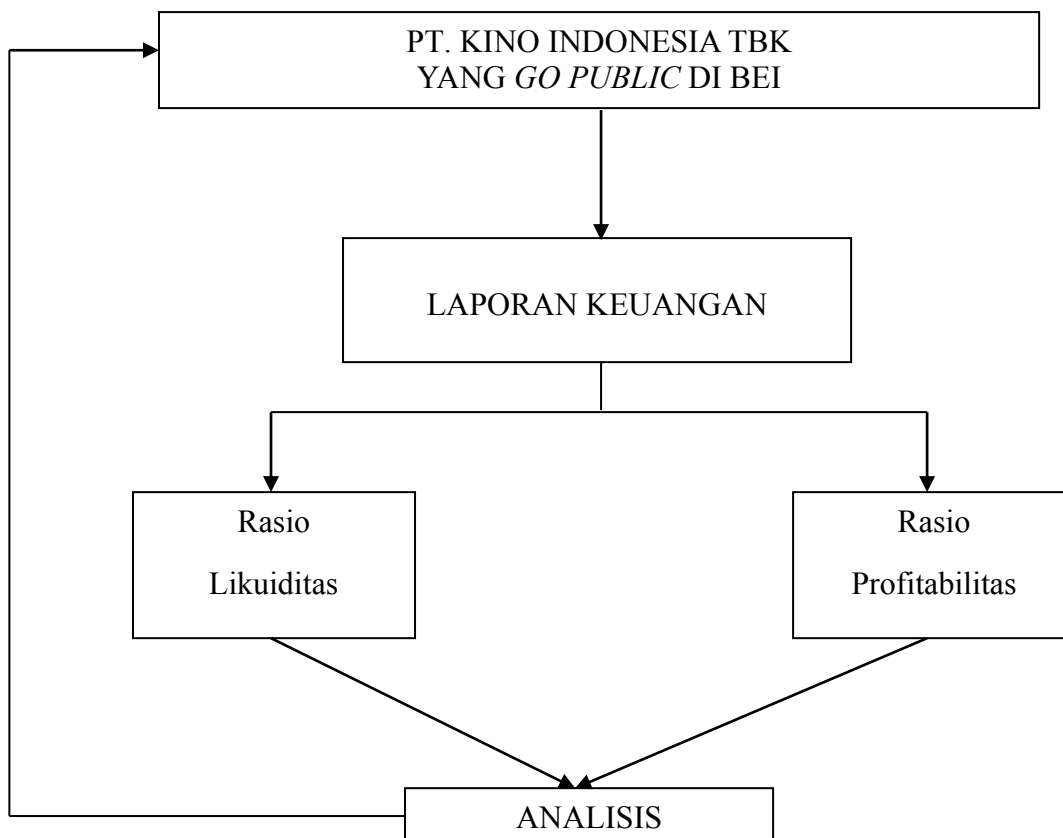 PT. KINO INDONESIA TBK
YANG GO PUBLIC DI BEI
LAPORAN KEUANGAN
Rasio
Likuiditas
Rasio
Profitabilitas
ANALISIS